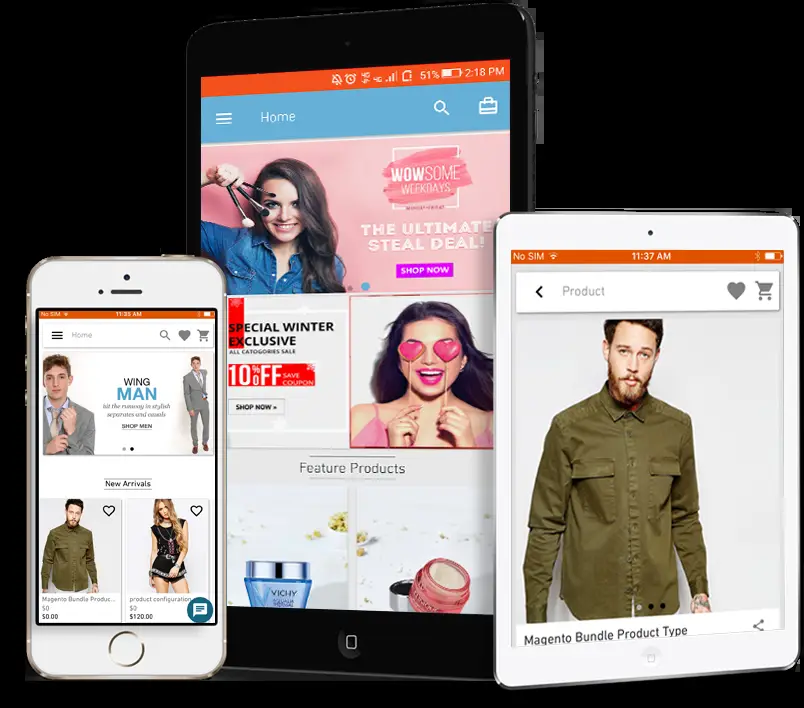 No SIM
11:35 AM
Home
WING
MAN
hit the runway in stylish
separates and casuals
SHOP MEN
New Arrivals
Magento Bundle Produc...
$0
$0.00
product configuration
$0
$120.00
51% 2:18 PM
Home
WOWSOME
WEEKDAYS
MONDAY-FRIDAY
THE ULTIMATE
STEAL DEAL!
SHOP NOW
SPECIAL WINTER
EXCLUSIVE
ALL CATOGORIES SALE
10% OFF SAVE
COUPON
SHOP NOW »
Feature Products
VICHY
No SIM
11:37 AM
Product
Magento Bundle Product Type